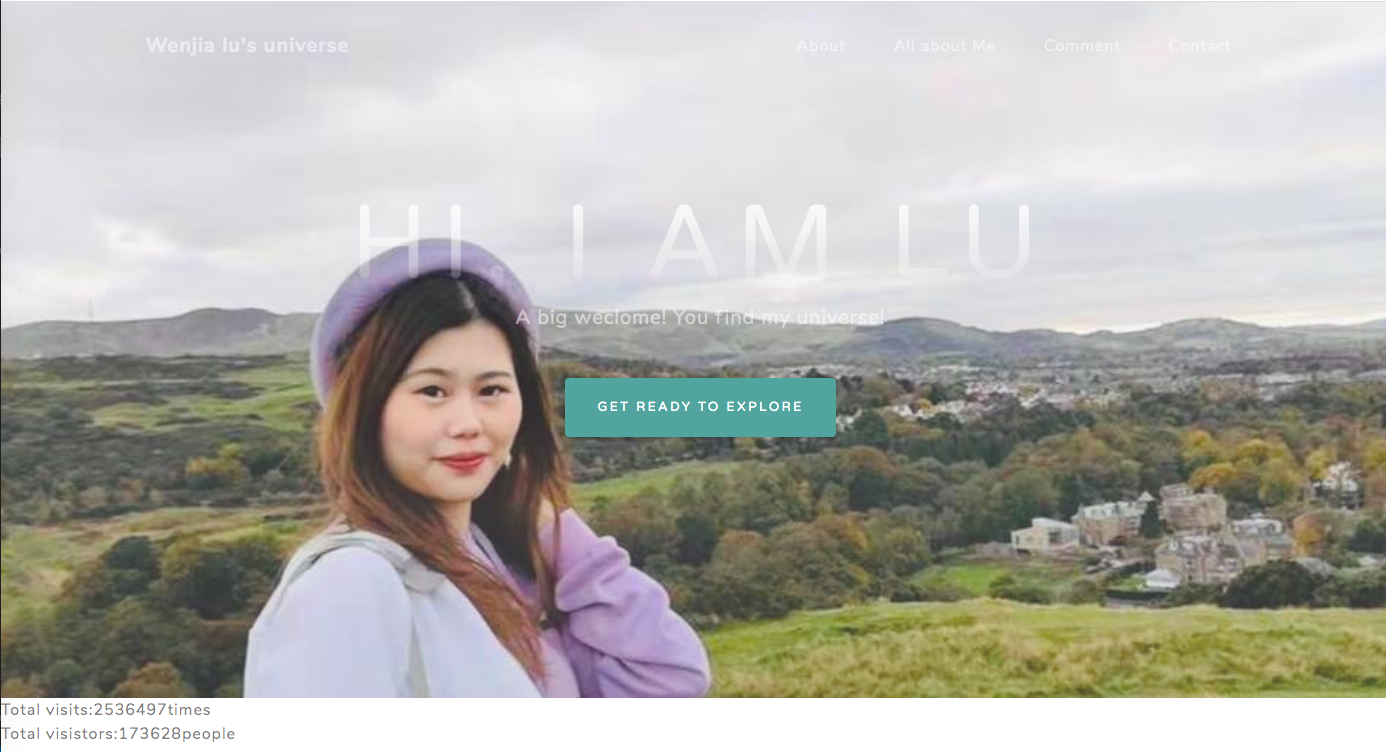 Wenjia lu's universe
About All about Me Comment Contact
HI, I AM LU
A big weclome! You find my universe!
GET READY TO EXPLORE
Total visits:2536497times
Total visistors:173628people